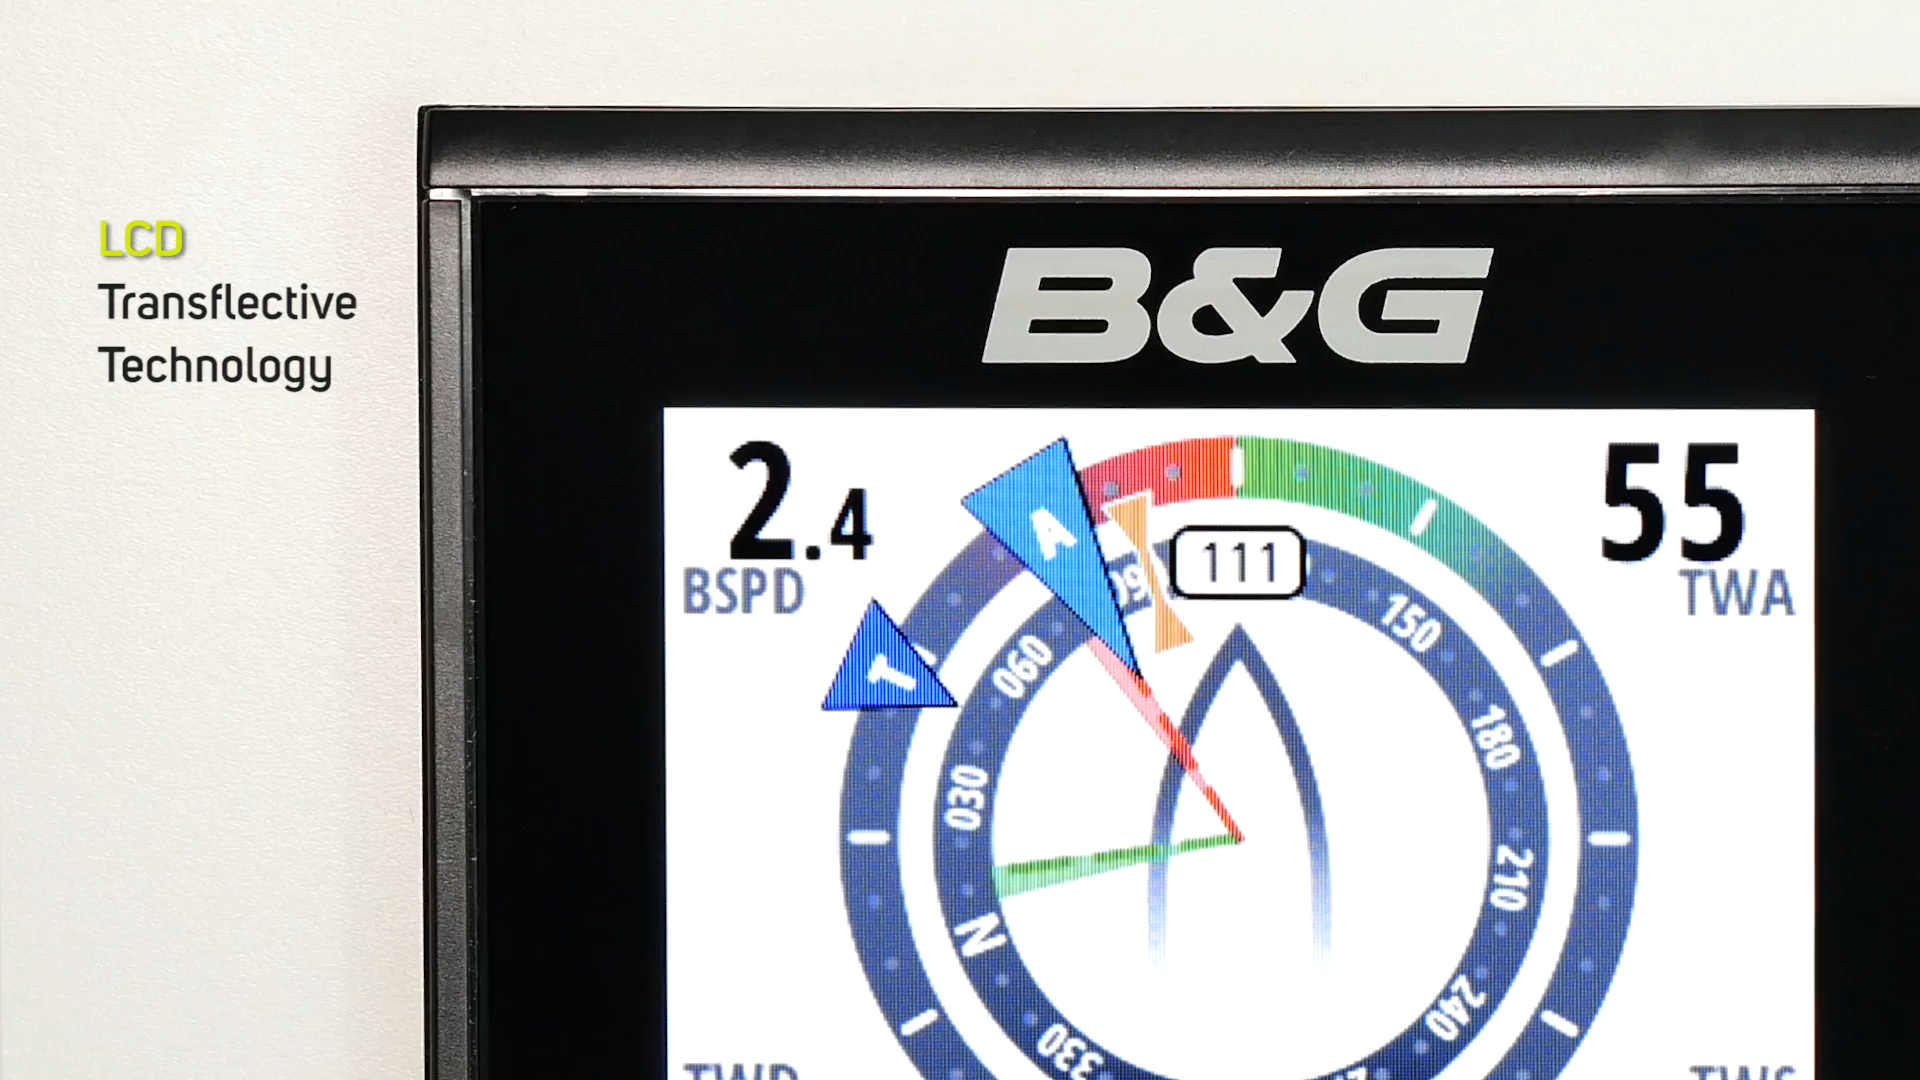 LCD
Transflective
Technology
B&G
2.4
BSPD
55
TWA
A
T
111
060
030
N
330
150
180
210
240